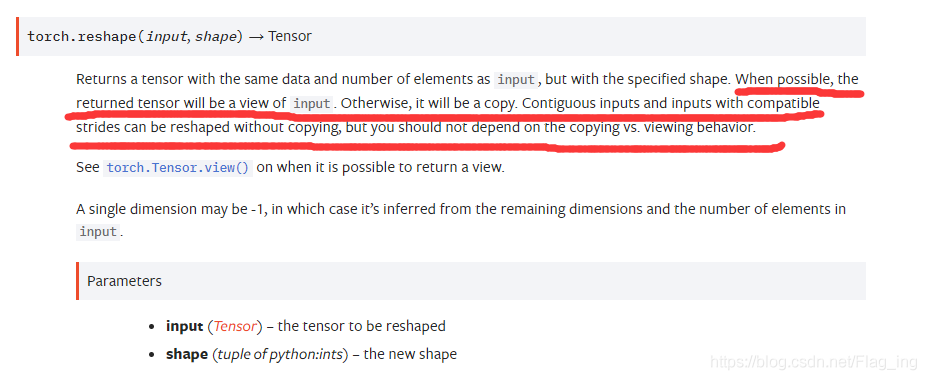 torch.reshape(input, shape) → Tensor
Returns a tensor with the same data and number of elements as input, but with the specified shape. When possible, the
returned tensor will be a view of input. Otherwise, it will be a copy. Contiguous inputs and inputs with compatible
strides can be reshaped without copying, but you should not depend on the copying vs. viewing behavior.
See torch.Tensor.view() on when it is possible to return a view.
A single dimension may be -1, in which case it's inferred from the remaining dimensions and the number of elements in
input.
Parameters
• input (Tensor) – the tensor to be reshaped
• shape (tuple of python:ints) – the new shape
https://blog.csdn.net/Flag_ing